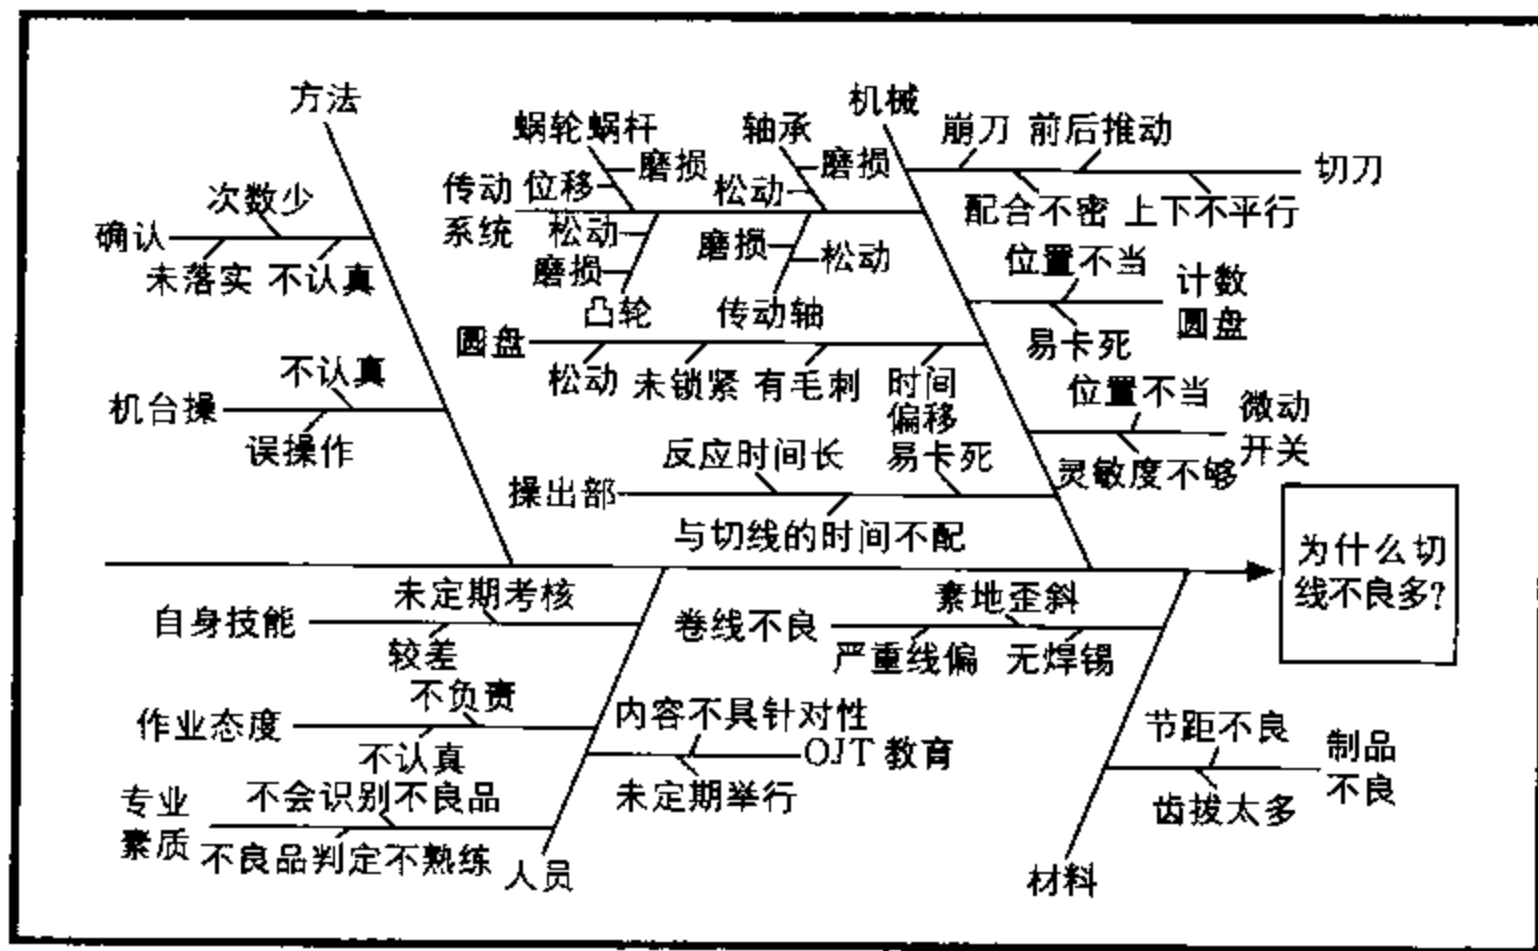 方法
机械
蜗轮蜗杆
轴承
崩刀
前后推动
磨损
磨损
切刀
传动
系统
位移
松动
次数少
配合不密
上下不平行
确认
松动
磨损
松动
未落实
不认真
磨损
位置不当
计数
圆盘
凸轮
传动轴
圆盘
易卡死
松动
未锁紧
有毛刺
时间
偏移
不认真
位置不当
微动
开关
机台操
误操作
反应时间长
易卡死
灵敏度不够
操出部
与切线的时间不配
为什么切
线不良多?
未定期考核
素地歪斜
自身技能
卷线不良
较差
严重线偏
无焊锡
不负责
内容不具针对性
作业态度
节距不良
制品
不良
不认真
OJT 教育
专业
素质
不会识别不良品
未定期举行
齿拔太多
不良品判定不熟练
人员
材料